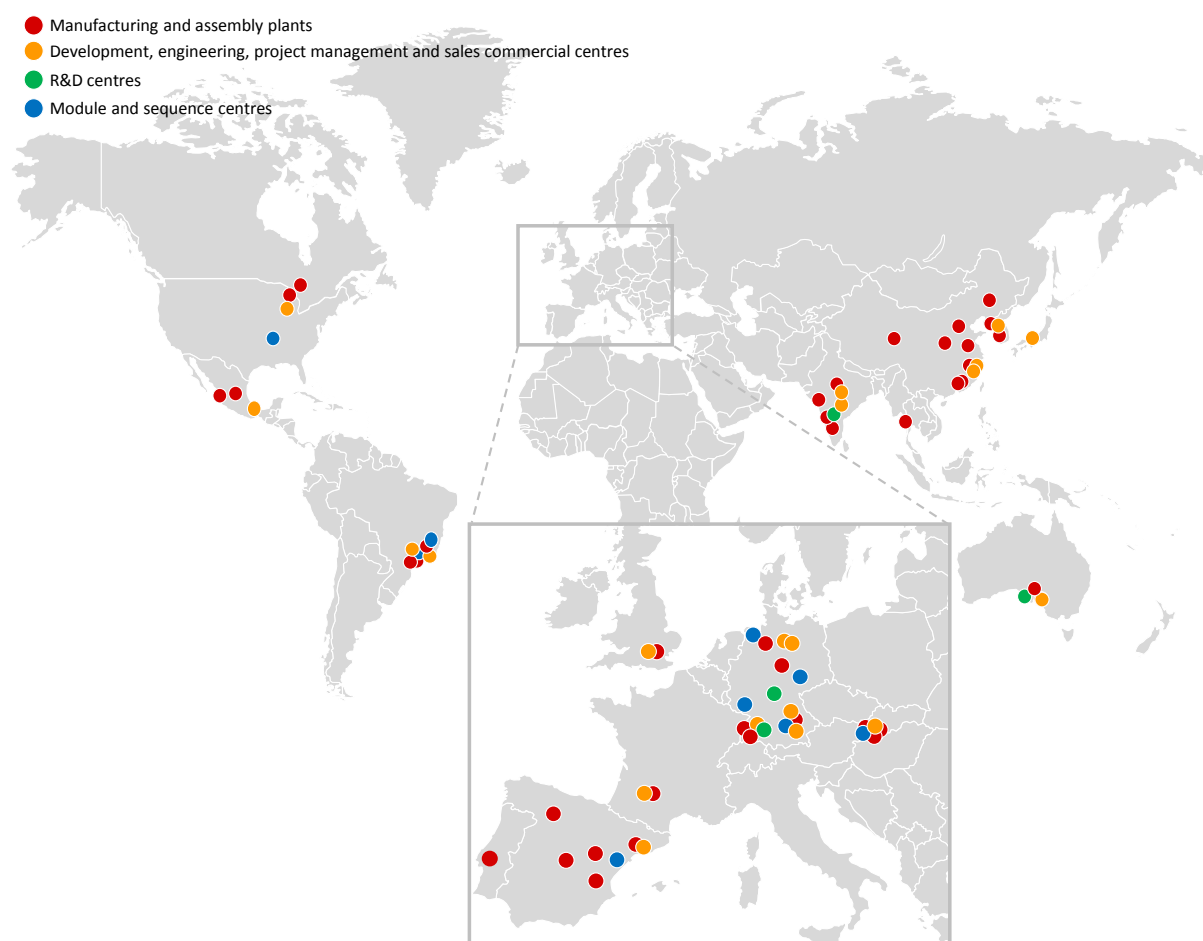 Manufacturing and assembly plants
Development, engineering, project management and sales commercial centres
R&D centres
Module and sequence centres